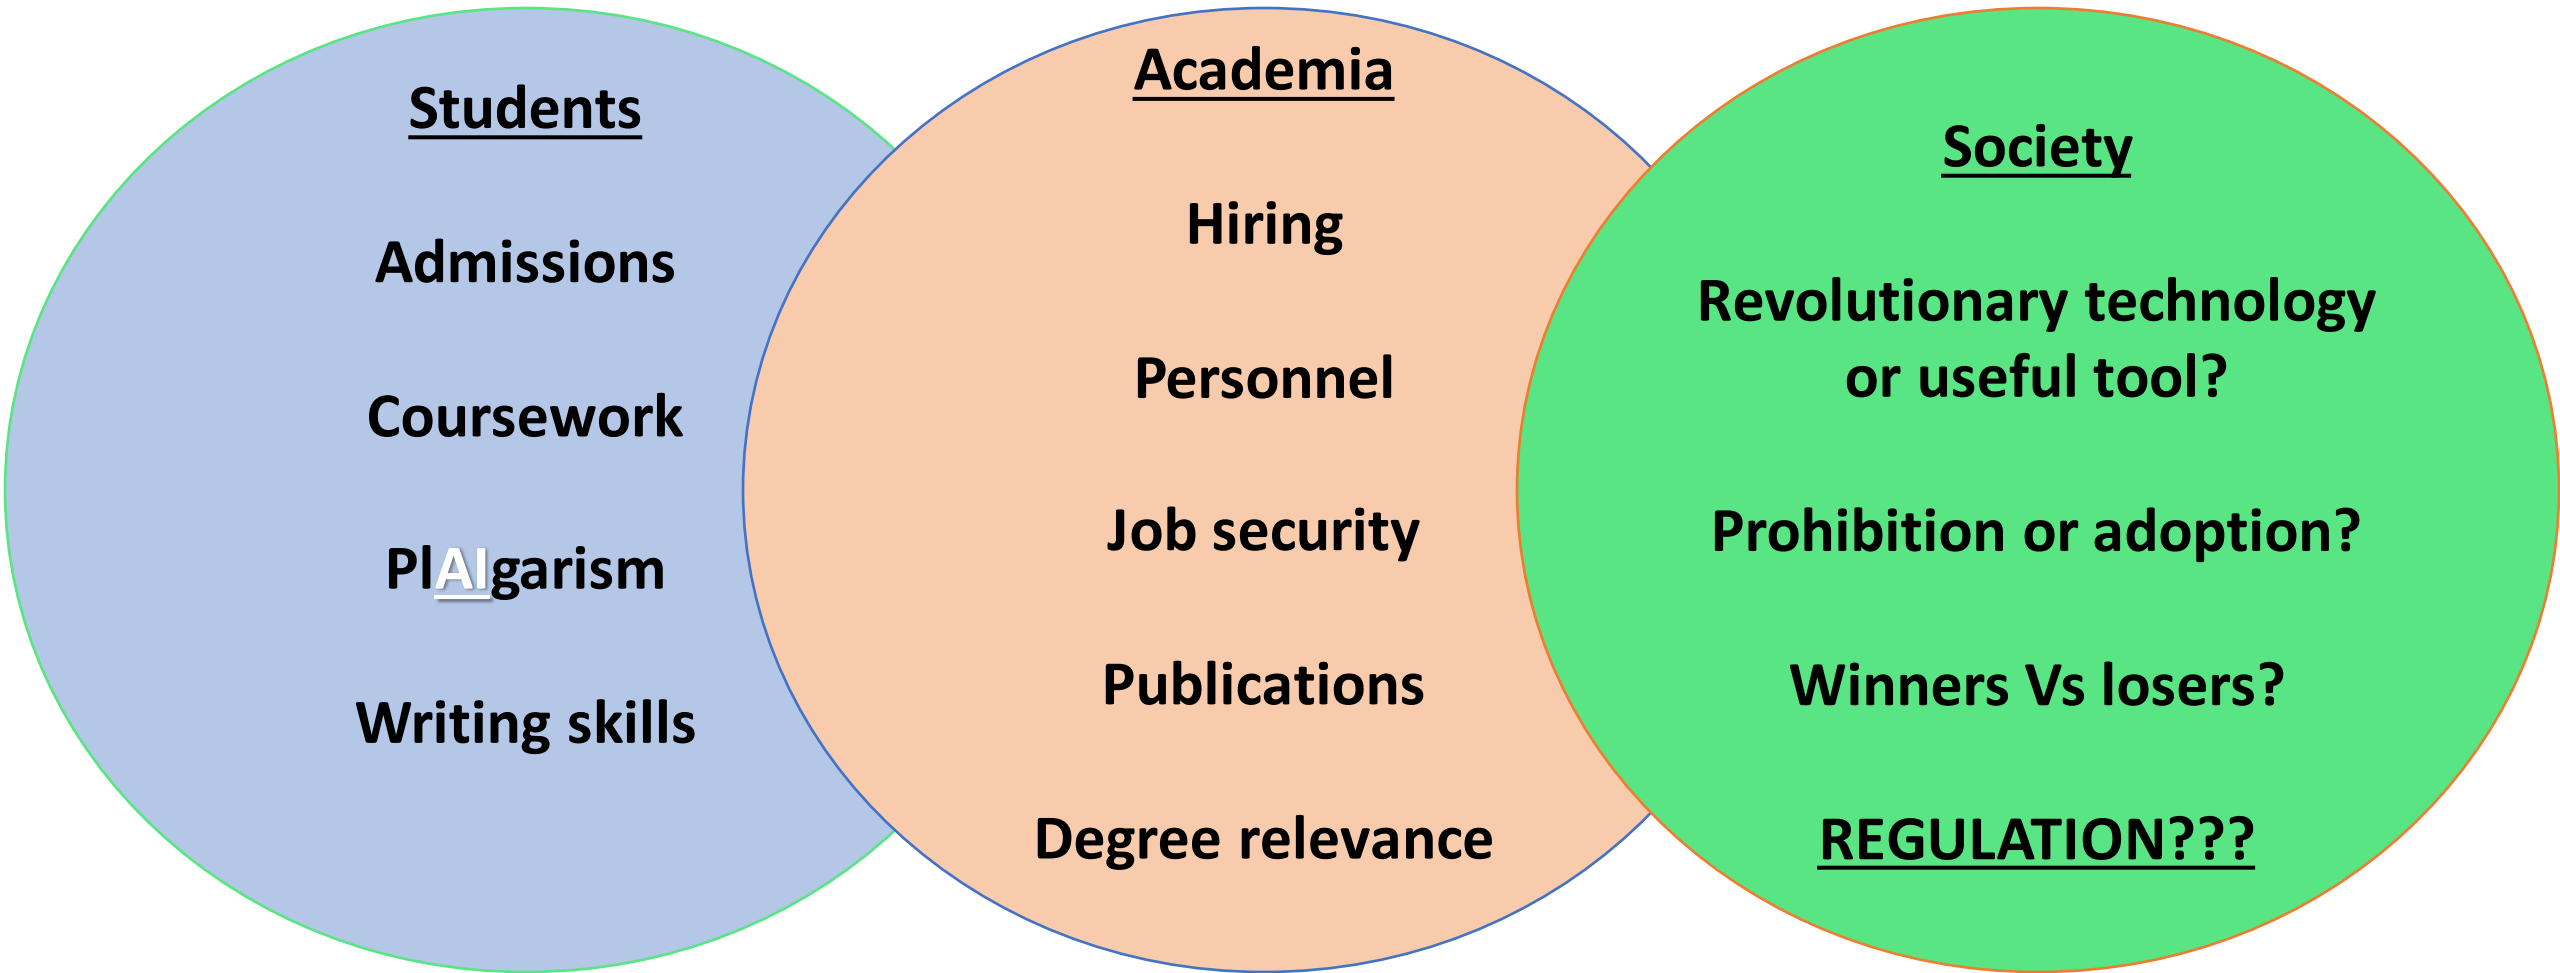 Students
Admissions
Coursework
PlAIgarism
Writing skills
Academia
Hiring
Personnel
Job security
Publications
Degree relevance
Society
Revolutionary technology
or useful tool?
Prohibition or adoption?
Winners Vs losers?
REGULATION???